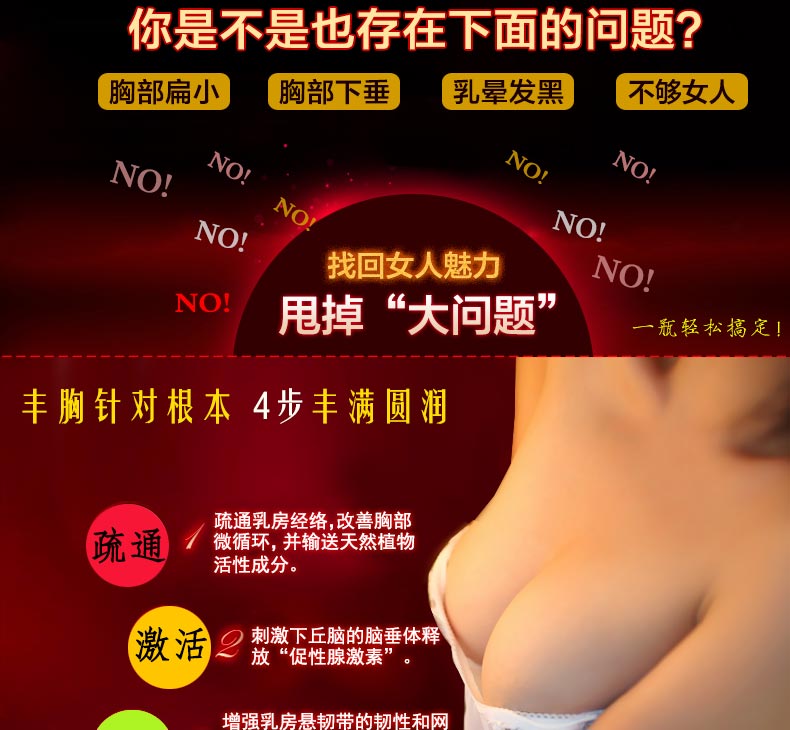 你是不是也存在下面的问题?
胸部扁小 胸部下垂 乳晕发黑 不够女人
NO! NO! NO! NO!
NO! NO! NO!
NO!
NO!
找回女人魅力
甩掉“大问题”
一瓶轻松搞定!
丰胸针对根本 4步丰满圆润
疏通 1 疏通乳房经络,改善胸部
微循环, 并输送天然植物
活性成分。
激活 2 刺激下丘脑的脑垂体释
放“促性腺激素”。
增强乳房悬韧带的韧性和网